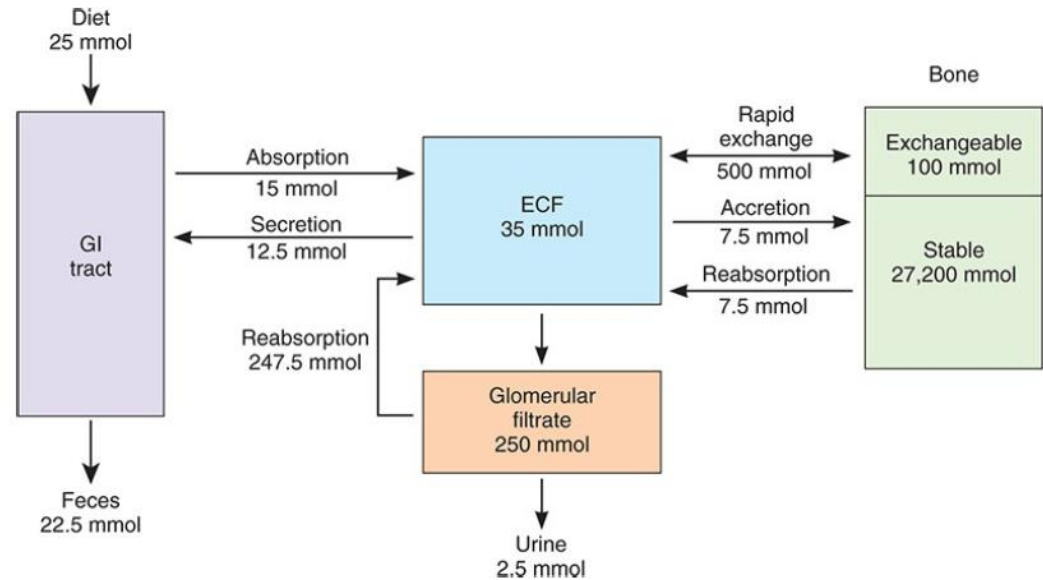 Diet
25 mmol
GI
tract
Feces
22.5 mmol
Absorption
15 mmol
Secretion
12.5 mmol
Reabsorption
247.5 mmol
ECF
35 mmol
Glomerular
filtrate
250 mmol
Urine
2.5 mmol
Rapid
exchange
500 mmol
Accretion
7.5 mmol
Reabsorption
7.5 mmol
Bone
Exchangeable
100 mmol
Stable
27,200 mmol